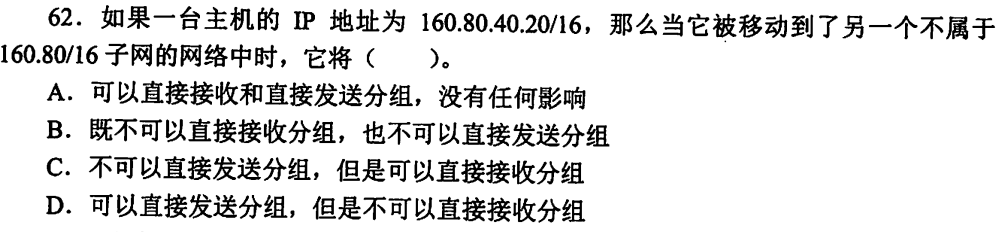 62．如果一台主机的 IP 地址为 160.80.40.20/16，那么当它被移动到了另一个不属于
160.80/16 子网的网络中时，它将（　　）。
A．可以直接接收和直接发送分组，没有任何影响
B．既不可以直接接收分组，也不可以直接发送分组
C．不可以直接发送分组，但是可以直接接收分组
D．可以直接发送分组，但是不可以直接接收分组